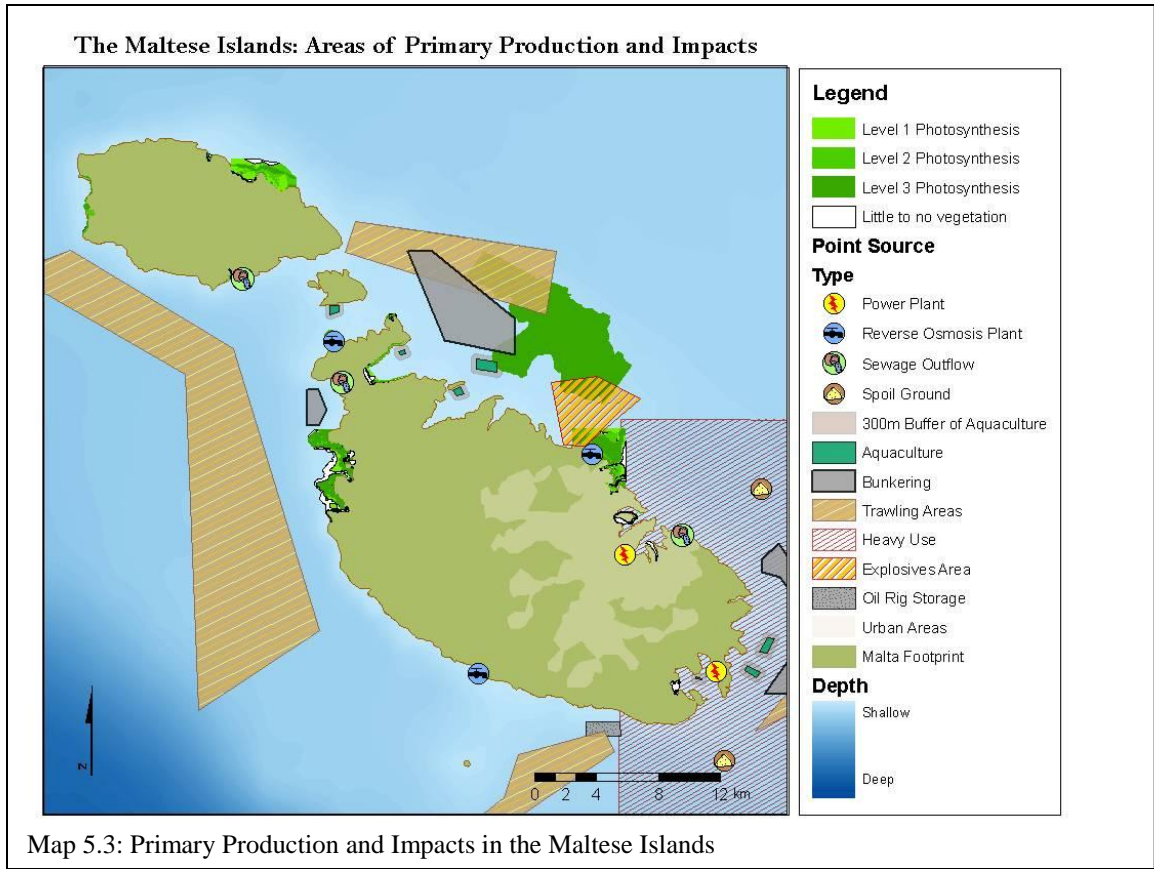 The Maltese Islands: Areas of Primary Production and Impacts
Legend
Level 1 Photosynthesis
Level 2 Photosynthesis
Level 3 Photosynthesis
Little to no vegetation
Point Source
Type
Power Plant
Reverse Osmosis Plant
Sewage Outflow
Spoil Ground
300m Buffer of Aquaculture
Aquaculture
Bunkering
Trawling Areas
Heavy Use
Explosives Area
Oil Rig Storage
Urban Areas
Malta Footprint
Depth
Shallow
Deep
N
0 2 4 8 12 km
Map 5.3: Primary Production and Impacts in the Maltese Islands